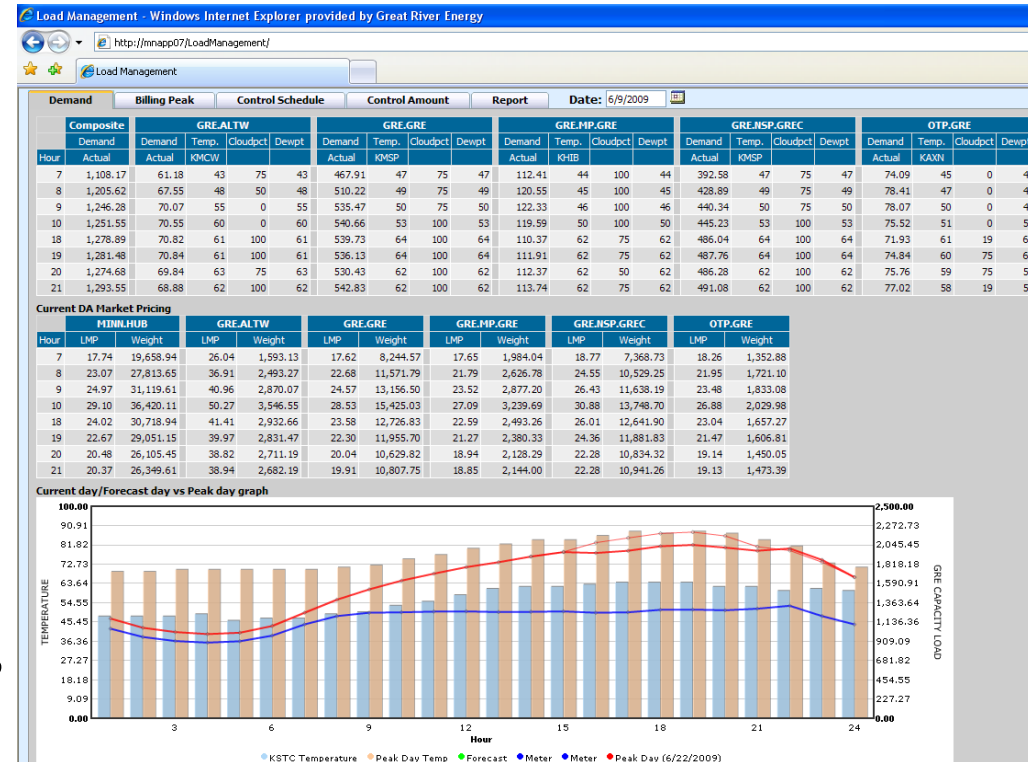 Load Management - Windows Internet Explorer provided by Great River Energy
http://mnapp07/LoadManagement/
Load Management
Demand Billing Peak Control Schedule Control Amount Report Date: 6/9/2009
Composite GRE.ALTW GRE.GRE GRE.MP.GRE GRE.NSP.GREC OTP.GRE
Demand Demand Temp. Cloudpct Dewpt Demand Temp. Cloudpct Dewpt Demand Temp. Cloudpct Dewpt Demand Temp. Cloudpct Dewpt Demand Temp. Cloudpct Dewpt
Hour Actual Actual KMCW Actual KMSP Actual KHIB Actual KMSP Actual KAXN
7 1,108.17 61.18 43 75 43 467.91 47 75 47 112.41 44 100 44 392.58 47 75 47 74.09 45 0 4
8 1,205.62 67.55 48 50 48 510.22 49 75 49 120.55 45 100 45 428.89 49 75 49 78.41 47 0 4
9 1,246.28 70.07 55 0 55 535.47 50 75 50 122.33 46 100 46 440.34 50 75 50 78.07 50 0 4
10 1,251.55 70.55 60 0 60 540.66 53 100 53 119.59 50 100 50 445.23 53 100 53 75.52 51 0 5
18 1,278.89 70.82 61 100 61 539.73 64 100 64 110.37 62 75 62 486.04 64 100 64 71.93 61 19 6
19 1,281.48 70.84 61 100 61 536.13 64 100 64 111.91 62 75 62 487.76 64 100 64 74.84 60 75 6
20 1,274.68 69.84 63 75 63 530.43 62 100 62 112.37 62 50 62 486.28 62 100 62 75.76 59 75 5
21 1,293.55 68.88 62 100 62 542.83 62 100 62 113.74 62 75 62 491.08 62 100 62 77.02 58 19 5
Current DA Market Pricing
MINN.HUB GRE.ALTW GRE.GRE GRE.MP.GRE GRE.NSP.GREC OTP.GRE
Hour LMP Weight LMP Weight LMP Weight LMP Weight LMP Weight LMP Weight
7 17.74 19,658.94 26.04 1,593.13 17.62 8,244.57 17.65 1,984.04 18.77 7,368.73 18.26 1,352.88
8 23.07 27,813.65 36.91 2,493.27 22.68 11,571.79 21.79 2,626.78 24.55 10,529.25 21.95 1,721.10
9 24.97 31,119.61 40.96 2,870.07 24.57 13,156.50 23.52 2,877.20 26.43 11,638.19 23.48 1,833.08
10 29.10 36,420.11 50.27 3,546.55 28.53 15,425.03 27.09 3,239.69 30.88 13,748.70 26.88 2,029.98
18 24.02 30,718.94 41.41 2,932.66 23.58 12,726.83 22.59 2,493.26 26.01 12,641.90 23.04 1,657.27
19 22.67 29,051.15 39.97 2,831.47 22.30 11,955.70 21.27 2,380.33 24.36 11,881.83 21.47 1,606.81
20 20.48 26,105.45 38.82 2,711.19 20.04 10,629.82 18.94 2,128.29 22.28 10,834.32 19.14 1,450.05
21 20.37 26,349.61 38.94 2,682.19 19.91 10,807.75 18.85 2,144.00 22.28 10,941.26 19.13 1,473.39
Current day/Forecast day vs Peak day graph
100.00 2,500.00
90.91 2,272.73
81.82 2,045.45
72.73 1,818.18
63.64 1,590.91
54.55 1,363.64
45.45 1,136.36
36.36 909.09
27.27 681.82
18.18 454.55
9.09 227.27
0.00 0.00
TEMPERATURE
GRE CAPACITY LOAD
3 6 9 12 15 18 21 24
Hour
KSTC Temperature Peak Day Temp Forecast Meter Meter Peak Day (6/22/2009)